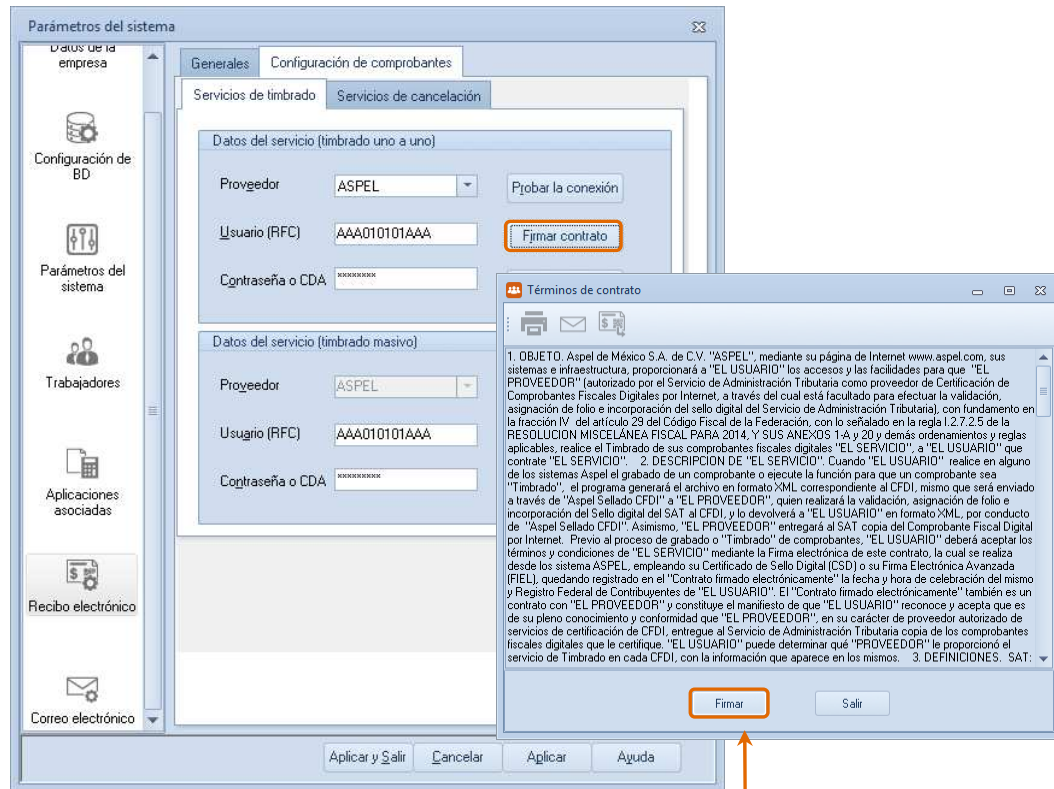 Parámetros del sistema
Datos de la
empresa
Configuración de
BD
Parámetros del
sistema
Trabajadores
Aplicaciones
asociadas
Recibo electrónico
Correo electrónico
Generales
Configuración de comprobantes
Servicios de timbrado
Servicios de cancelación
Datos del servicio (timbrado uno a uno)
Proveedor
ASPEL
Probar la conexión
Usuario (RFC)
AAA010101AAA
Firmar contrato
Contraseña o CDA
********
Datos del servicio (timbrado masivo)
Proveedor
ASPEL
Usuario (RFC)
AAA010101AAA
Contraseña o CDA
*********
Aplicar y Salir
Cancelar
Aplicar
Ayuda
Términos de contrato
1. OBJETO. Aspel de México S.A. de C.V. "ASPEL", mediante su página de Internet www.aspel.com, sus
sistemas e infraestructura, proporcionará a "EL USUARIO" los accesos y las facilidades para que "EL
PROVEEDOR" (autorizado por el Servicio de Administración Tributaria como proveedor de Certificación de
Comprobantes Fiscales Digitales por Internet, a través del cual está facultado para efectuar la validación,
asignación de folio e incorporación del sello digital del Servicio de Administración Tributaria), con fundamento en
la fracción IV del artículo 29 del Código Fiscal de la Federación, con lo señalado en la regla I.2.7.2.5 de la
RESOLUCION MISCELÁNEA FISCAL PARA 2014, Y SUS ANEXOS 1-A y 20 y demás ordenamientos y reglas
aplicables, realice el Timbrado de sus comprobantes fiscales digitales "EL SERVICIO", a "EL USUARIO" que
contrate "EL SERVICIO". 2. DESCRIPCION DE "EL SERVICIO". Cuando "EL USUARIO" realice en alguno
de los sistemas Aspel el grabado de un comprobante o ejecute la función para que un comprobante sea
"Timbrado", el programa generará el archivo en formato XML correspondiente al CFDI, mismo que será enviado
a través de "Aspel Sellado CFDI" a "EL PROVEEDOR", quien realizará la validación, asignación de folio e
incorporación del Sello digital del SAT al CFDI, y lo devolverá a "EL USUARIO" en formato XML, por conducto
de "Aspel Sellado CFDI". Asimismo, "EL PROVEEDOR" entregará al SAT copia del Comprobante Fiscal Digital
por Internet. Previo al proceso de grabado o "Timbrado" de comprobantes, "EL USUARIO" deberá aceptar los
términos y condiciones de "EL SERVICIO" mediante la Firma electrónica de este contrato, la cual se realiza
desde los sistema ASPEL, empleando su Certificado de Sello Digital (CSD) o su Firma Electrónica Avanzada
(FIEL), quedando registrado en el "Contrato firmado electrónicamente" la fecha y hora de celebración del mismo
y Registro Federal de Contribuyentes de "EL USUARIO". El "Contrato firmado electrónicamente" también es un
contrato con "EL PROVEEDOR" y constituye el manifiesto de que "EL USUARIO" reconoce y acepta que es
de su pleno conocimiento y conformidad que "EL PROVEEDOR", en su carácter de proveedor autorizado de
servicios de certificación de CFDI, entregue al Servicio de Administración Tributaria copia de los comprobantes
fiscales digitales que le certifique. "EL USUARIO" puede determinar qué "PROVEEDOR" le proporcionó el
servicio de Timbrado en cada CFDI, con la información que aparece en los mismos. 3. DEFINICIONES. SAT:
Firmar
Salir